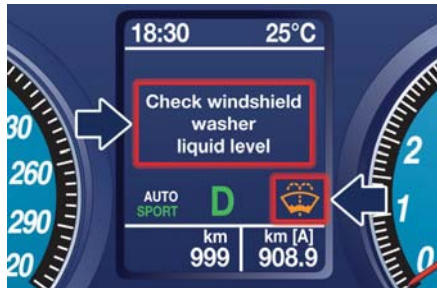 18:30 25°C
Check windshield
washer
liquid level
AUTO
SPORT
D
km km [A]
999 908.9
30
260
290
20
2
1
0